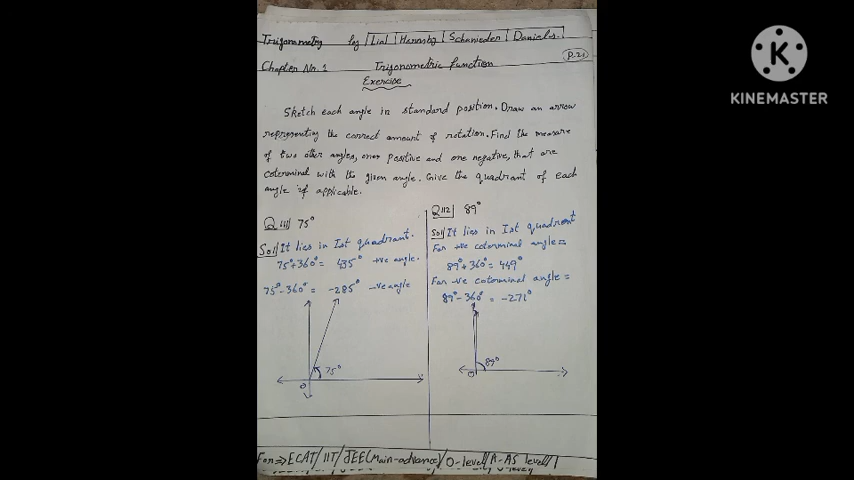 Trigonometry by Lial Hornsby Schneider Daniels.
Chapter No. 1 Trigonometric function P.21
Exercise
Sketch each angle in standard position. Draw an arrow
representing the correct amount of rotation. Find the measure
of two other angles, one positive and one negative, that are
coterminal with the given angle. Give the quadrant of each
angle if applicable.
Q 111 75°
Sol It lies in Ist quadrant.
75°+360° = 435° +ve angle.
75°-360° = -285° -ve angle
75°
O
Q 112 89°
Sol It lies in Ist quadrant
For +ve coterminal angle =
89°+360° = 449°
For -ve coterminal angle =
89°-360° = -271°
89°
O
For => ECAT/IIT/JEE(Main-advance)/O-level/A-AS level/
KINEMASTER